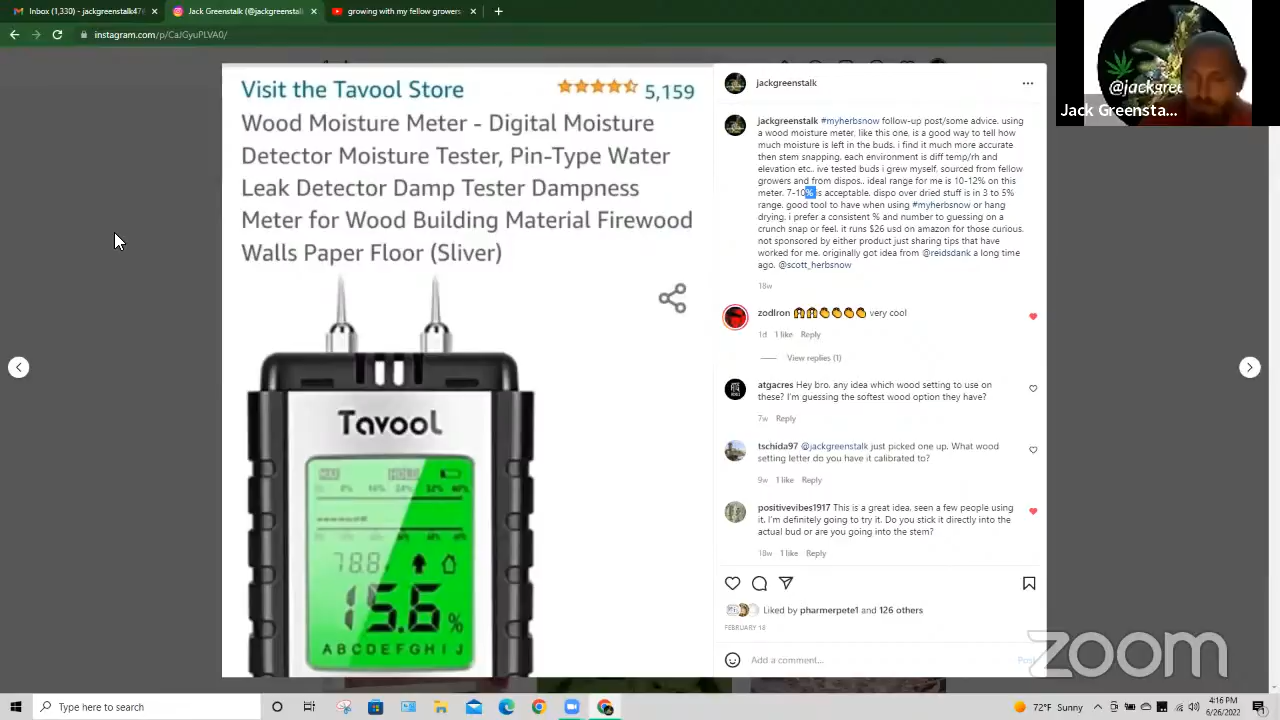 Inbox (1,330) - jackgreenstalk47@
Jack Greenstalk (@jackgreensta
growing with my fellow growers
instagram.com/p/CaJGyuPLVA0/
@jackgree
Jack Greensta...
Visit the Tavool Store
5,159
Wood Moisture Meter - Digital Moisture
Detector Moisture Tester, Pin-Type Water
Leak Detector Damp Tester Dampness
Meter for Wood Building Material Firewood
Walls Paper Floor (Sliver)
Tavool
HOLD
78.8
15.6 %
ABCDEFGHIJ
jackgreenstalk
jackgreenstalk #myherbsnow follow-up post/some advice. using
a wood moisture meter, like this one, is a good way to tell how
much moisture is left in the buds. i find it much more accurate
then stem snapping. each environment is diff temp/rh and
elevation etc.. ive tested buds i grew myself, sourced from fellow
growers and from dispos.. ideal range for me is 10-12% on this
meter. 7-10% is acceptable. dispo over dried stuff is in 3 to 5%
range. good tool to have when using #myherbsnow or hang
drying. i prefer a consistent % and number to guessing on a
crunch snap or feel. it runs $26 usd on amazon for those curious.
not sponsored by either product just sharing tips that have
worked for me. originally got idea from @reidsdank a long time
ago. @scott_herbsnow
18w
zodlron 🙌🙌👏👏👏👏 very cool
1d 1 like Reply
View replies (1)
atgacres Hey bro. any idea which wood setting to use on
these? I'm guessing the softest wood option they have?
7w Reply
tschida97 @jackgreenstalk just picked one up. What wood
setting letter do you have it calibrated to?
9w 1 like Reply
positivevibes1917 This is a great idea, seen a few people using
it. I'm definitely going to try it. Do you stick it directly into the
actual bud or are you going into the stem?
18w 1 like Reply
Liked by pharmerpete1 and 126 others
FEBRUARY 18
Add a comment...
Post
zoom
Type here to search
72°F Sunny
4:16 PM
6/26/2022